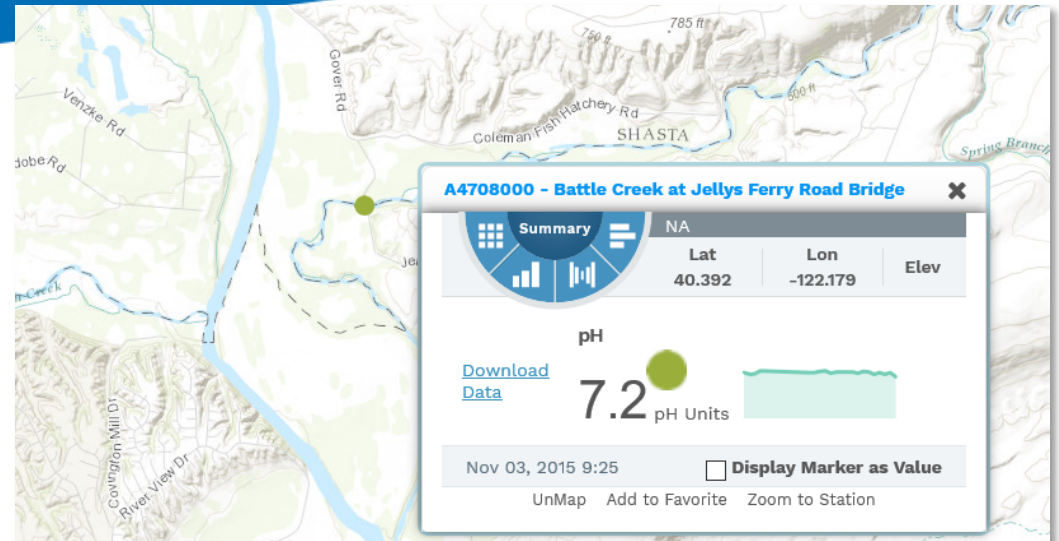 785 ft
750 ft
Gover Rd
Venzke Rd
500 ft
Coleman Fish Hatchery Rd
SHASTA
Spring Branch
dobe Rd
A4708000 - Battle Creek at Jellys Ferry Road Bridge
Summary
NA
Lat
Lon
Elev
40.392
-122.179
Je
Creek
pH
Download
Data
7.2 pH Units
Covington Mill Dr
River View Dr
Nov 03, 2015 9:25
Display Marker as Value
UnMap Add to Favorite Zoom to Station